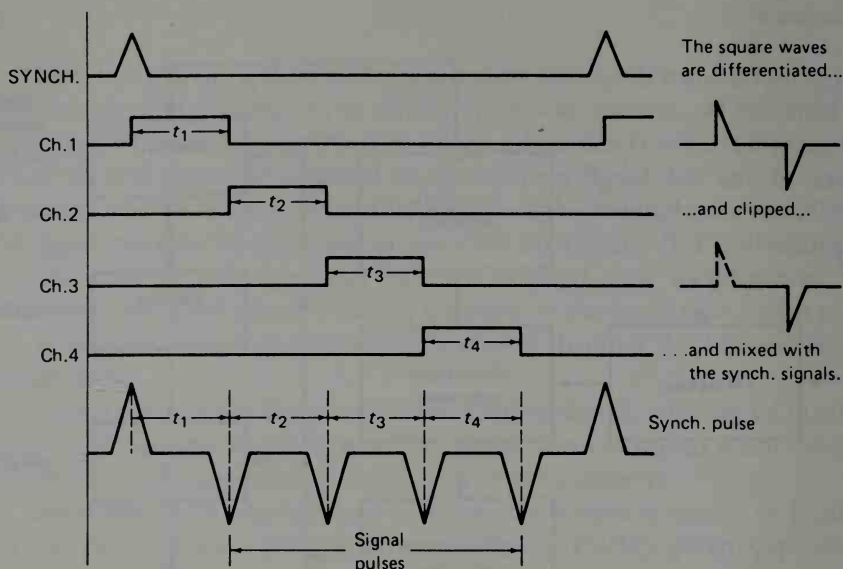 SYNCH.
The square waves
are differentiated...
Ch.1
t1
Ch.2
t2
...and clipped...
Ch.3
t3
Ch.4
t4
...and mixed with
the synch. signals.
t1 t2 t3 t4
Synch. pulse
Signal
pulses